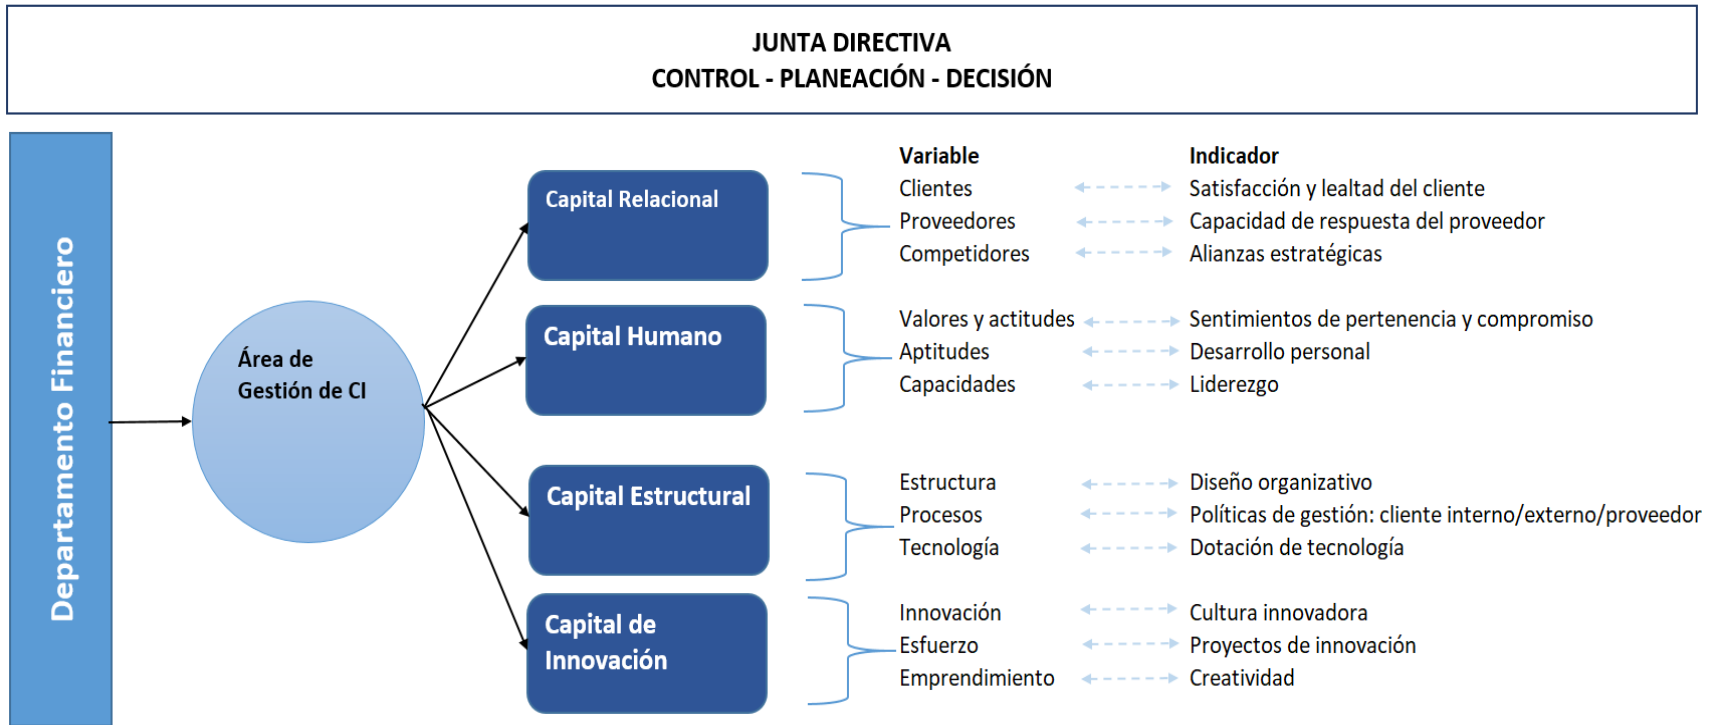 JUNTA DIRECTIVA
CONTROL - PLANEACIÓN - DECISIÓN
Departamento Financiero
Área de
Gestión de CI
Capital Relacional
Variable Indicador
Clientes Satisfacción y lealtad del cliente
Proveedores Capacidad de respuesta del proveedor
Competidores Alianzas estratégicas
Capital Humano
Valores y actitudes Sentimientos de pertenencia y compromiso
Aptitudes Desarrollo personal
Capacidades Liderezgo
Capital Estructural
Estructura Diseño organizativo
Procesos Políticas de gestión: cliente interno/externo/proveedor
Tecnología Dotación de tecnología
Capital de
Innovación
Innovación Cultura innovadora
Esfuerzo Proyectos de innovación
Emprendimiento Creatividad